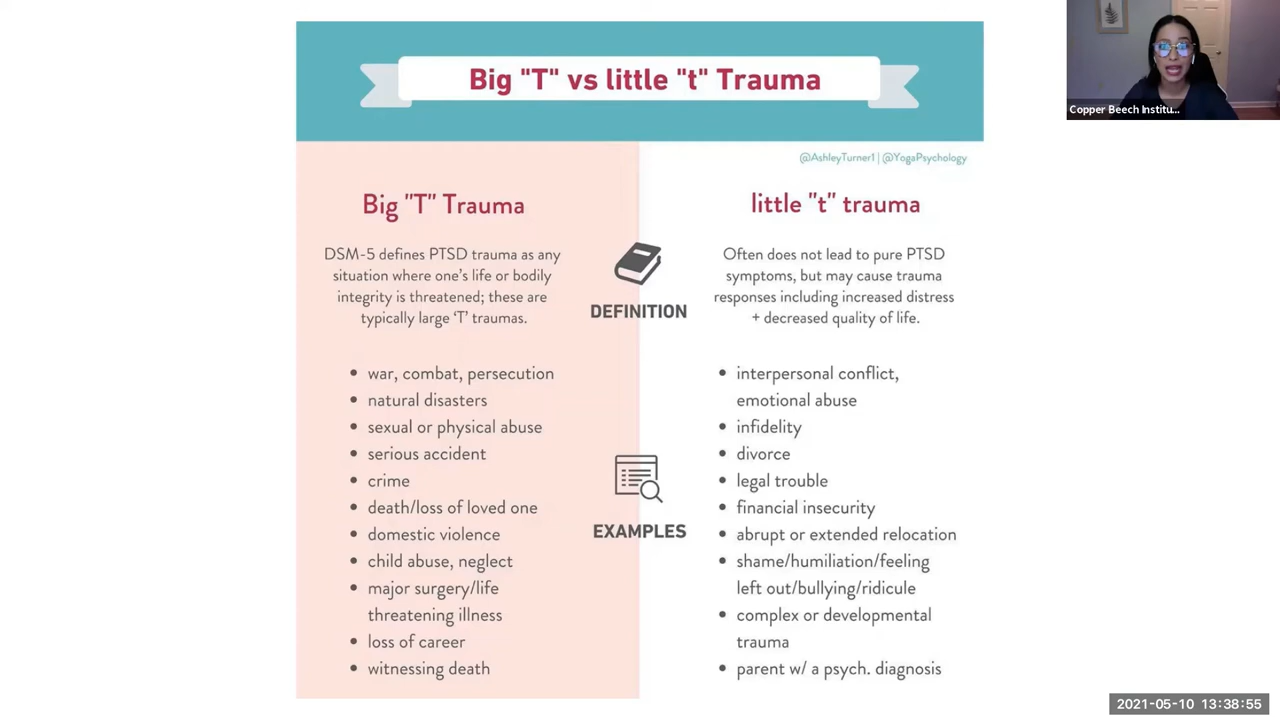 Big "T" vs little "t" Trauma
@AshleyTurner1 | @YogaPsychology
Big "T" Trauma
DSM-5 defines PTSD trauma as any
situation where one's life or bodily
integrity is threatened; these are
typically large ‘T’ traumas.
DEFINITION
little "t" trauma
Often does not lead to pure PTSD
symptoms, but may cause trauma
responses including increased distress
+ decreased quality of life.
• war, combat, persecution
• natural disasters
• sexual or physical abuse
• serious accident
• crime
• death/loss of loved one
• domestic violence
• child abuse, neglect
• major surgery/life
threatening illness
• loss of career
• witnessing death
EXAMPLES
• interpersonal conflict,
emotional abuse
• infidelity
• divorce
• legal trouble
• financial insecurity
• abrupt or extended relocation
• shame/humiliation/feeling
left out/bullying/ridicule
• complex or developmental
trauma
• parent w/ a psych. diagnosis
Copper Beech Institu...
2021-05-10 13:38:55